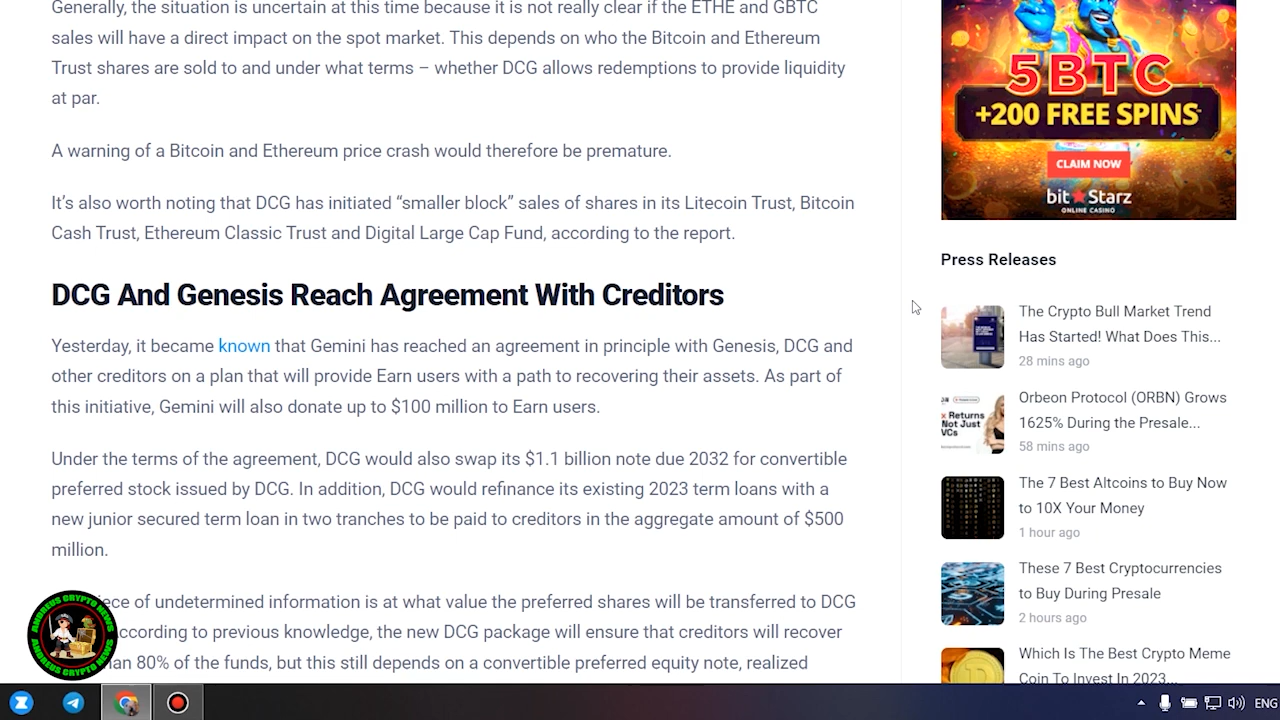 Generally, the situation is uncertain at this time because it is not really clear if the ETHE and GBTC
sales will have a direct impact on the spot market. This depends on who the Bitcoin and Ethereum
Trust shares are sold to and under what terms – whether DCG allows redemptions to provide liquidity
at par.
A warning of a Bitcoin and Ethereum price crash would therefore be premature.
It’s also worth noting that DCG has initiated “smaller block” sales of shares in its Litecoin Trust, Bitcoin
Cash Trust, Ethereum Classic Trust and Digital Large Cap Fund, according to the report.
DCG And Genesis Reach Agreement With Creditors
Yesterday, it became known that Gemini has reached an agreement in principle with Genesis, DCG and
other creditors on a plan that will provide Earn users with a path to recovering their assets. As part of
this initiative, Gemini will also donate up to $100 million to Earn users.
Under the terms of the agreement, DCG would also swap its $1.1 billion note due 2032 for convertible
preferred stock issued by DCG. In addition, DCG would refinance its existing 2023 term loans with a
new junior secured term loan in two tranches to be paid to creditors in the aggregate amount of $500
million.
iece of undetermined information is at what value the preferred shares will be transferred to DCG
ccording to previous knowledge, the new DCG package will ensure that creditors will recover
an 80% of the funds, but this still depends on a convertible preferred equity note, realized
ANDREUS CRYPTO NEWS
ANDREUS CRYPTO NEWS
5BTC
+200 FREE SPINS
CLAIM NOW
bit Starz
ONLINE CASINO
Press Releases
The Crypto Bull Market Trend
Has Started! What Does This...
28 mins ago
Returns
Not Just
VCs
Orbeon Protocol (ORBN) Grows
1625% During the Presale...
58 mins ago
The 7 Best Altcoins to Buy Now
to 10X Your Money
1 hour ago
These 7 Best Cryptocurrencies
to Buy During Presale
2 hours ago
Which Is The Best Crypto Meme
Coin To Invest In 2023...
ENG